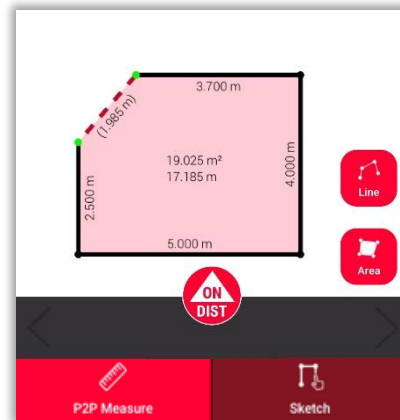 3.700 m
(1.985 m)
19.025 m²
17.185 m
4.000 m
2.500 m
5.000 m
Line
Area
ON
DIST
P2P Measure
Sketch